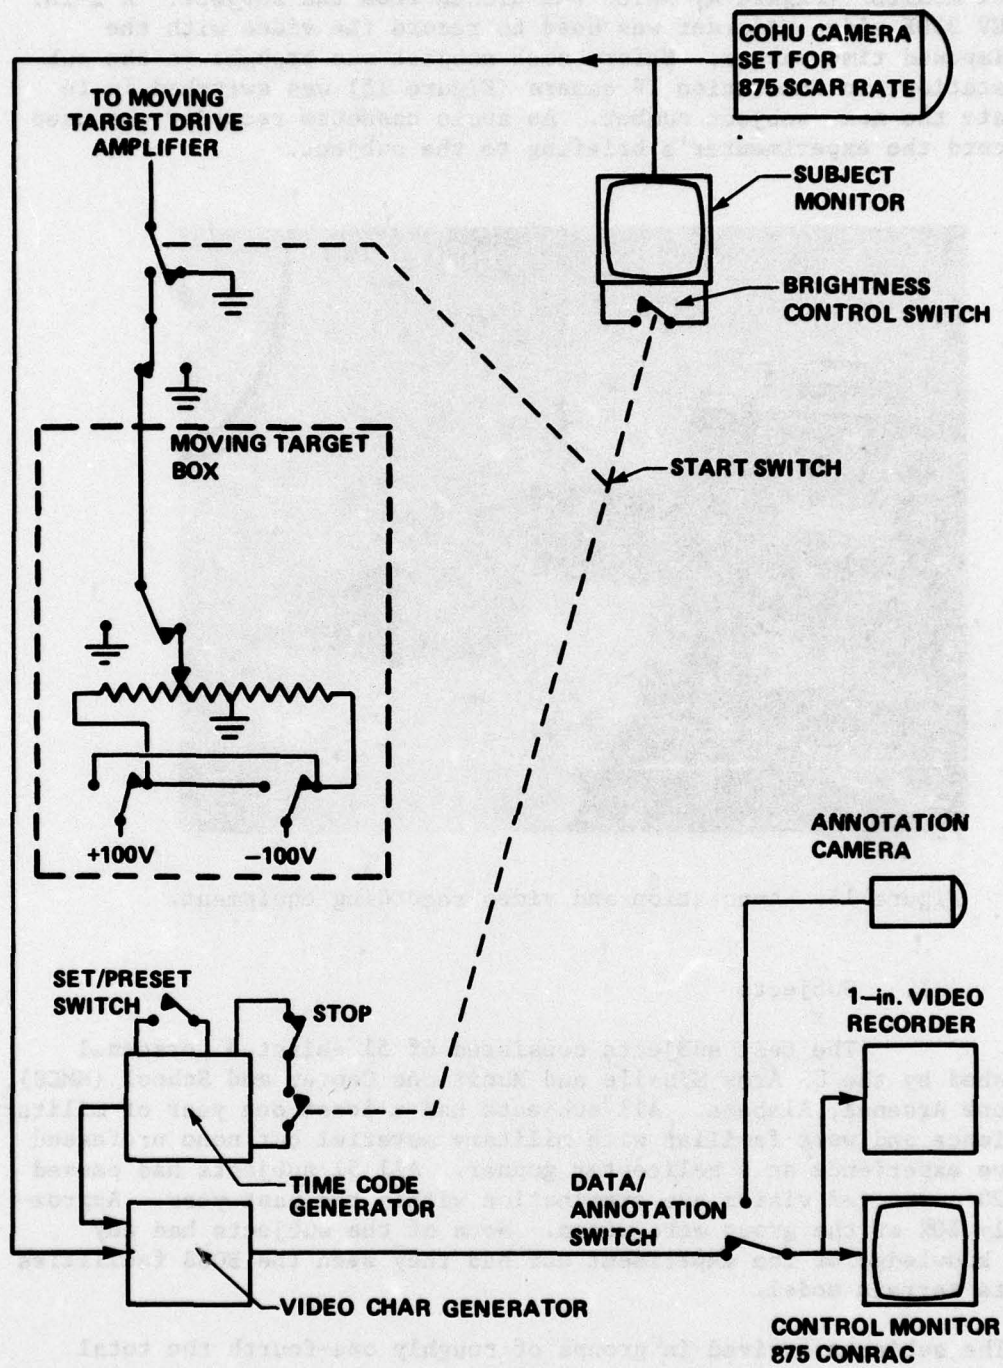 COHU CAMERA
SET FOR
875 SCAR RATE
TO MOVING
TARGET DRIVE
AMPLIFIER
SUBJECT
MONITOR
BRIGHTNESS
CONTROL SWITCH
MOVING TARGET
BOX
START SWITCH
+100V
-100V
ANNOTATION
CAMERA
SET/PRESET
SWITCH
STOP
1-in. VIDEO
RECORDER
TIME CODE
GENERATOR
DATA/
ANNOTATION
SWITCH
VIDEO CHAR GENERATOR
CONTROL MONITOR
875 CONRAC